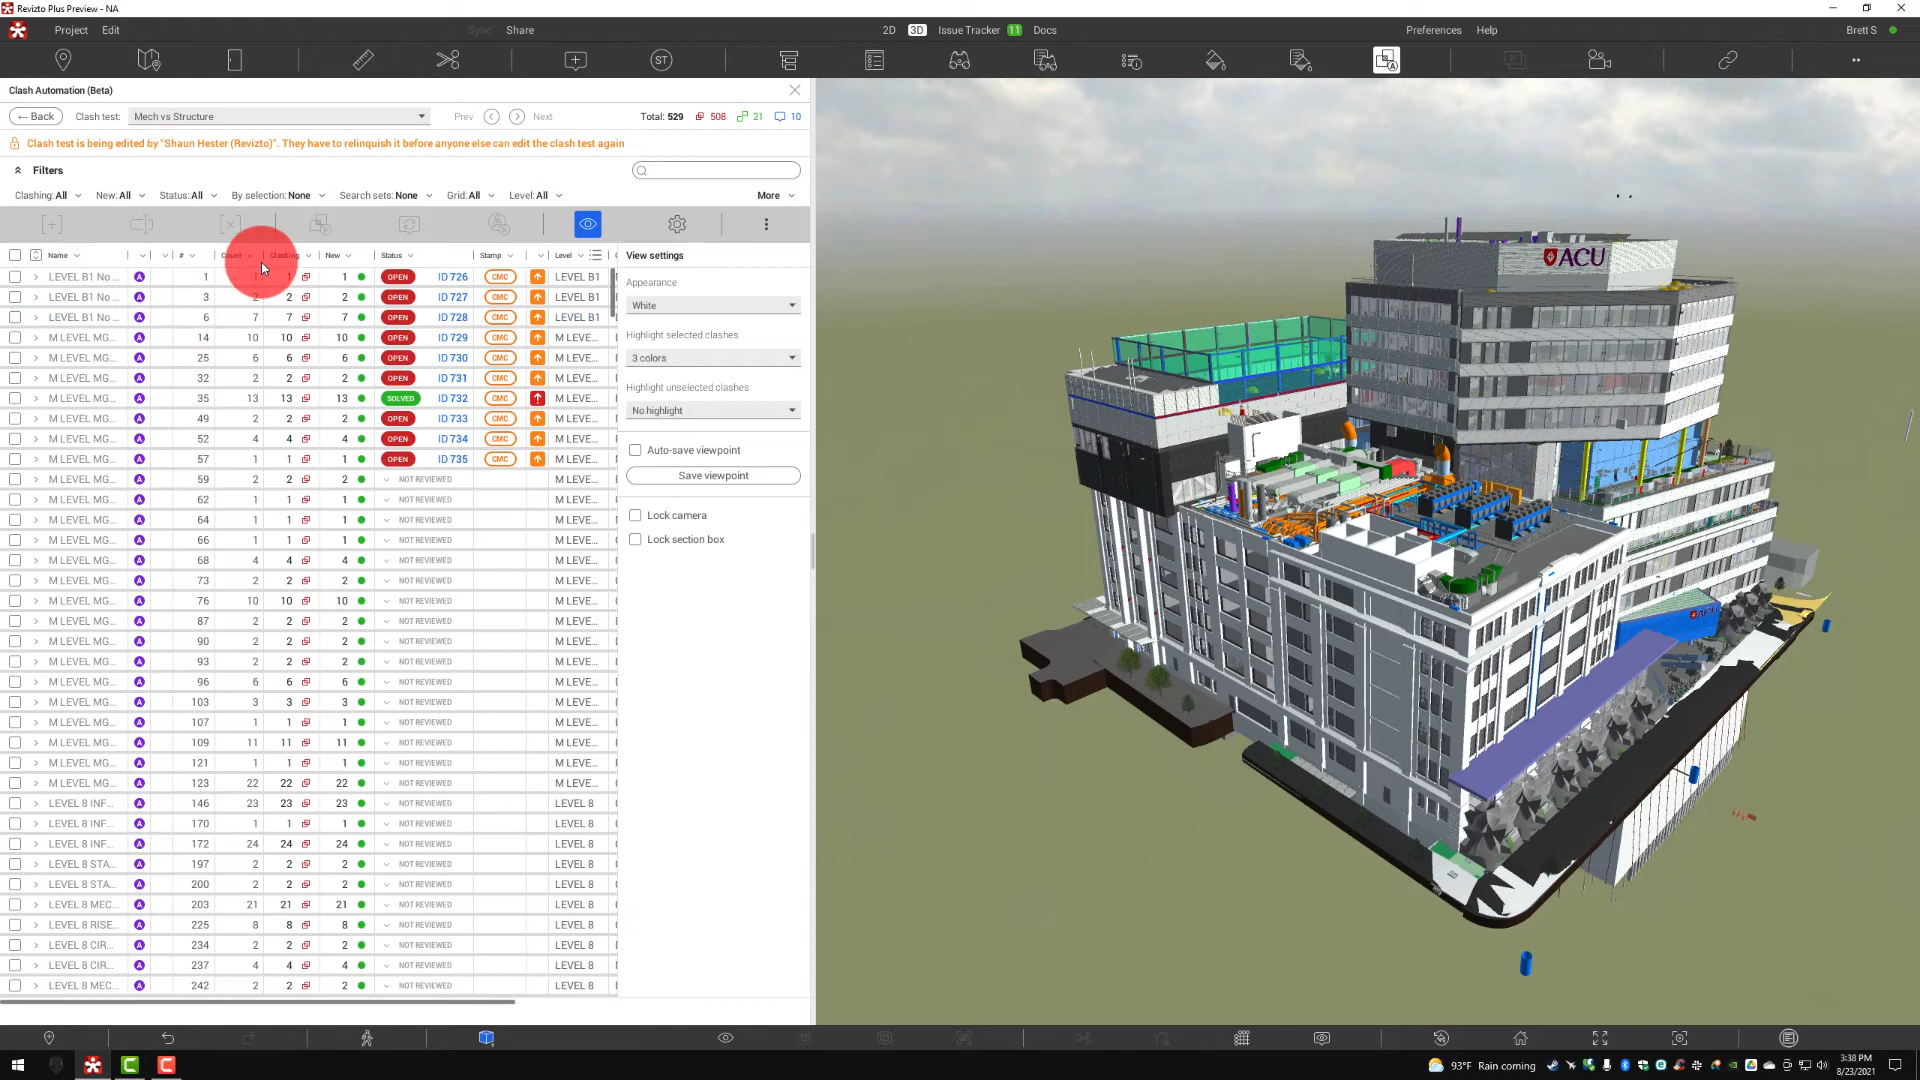 Revizto Plus Preview - NA
Project Edit Sync Share 2D 3D Issue Tracker 11 Docs Preferences Help Brett S
ST
Clash Automation (Beta)
← Back Clash test: Mech vs Structure Prev Next Total: 529 508 21 10
Clash test is being edited by "Shaun Hester (Revizto)". They have to relinquish it before anyone else can edit the clash test again
Filters
Clashing: All New: All Status: All By selection: None Search sets: None Grid: All Level: All More
Name # Count Clashing New Status Stamp Level
LEVEL B1 No ... A 1 1 1 OPEN ID 726 CMC LEVEL B1
LEVEL B1 No ... A 3 2 2 2 OPEN ID 727 CMC LEVEL B1
LEVEL B1 No ... A 6 7 7 7 OPEN ID 728 CMC LEVEL B1
M LEVEL MG... A 14 10 10 10 OPEN ID 729 CMC M LEVE...
M LEVEL MG... A 25 6 6 6 OPEN ID 730 CMC M LEVE...
M LEVEL MG... A 32 2 2 2 OPEN ID 731 CMC M LEVE...
M LEVEL MG... A 35 13 13 13 SOLVED ID 732 CMC M LEVE...
M LEVEL MG... A 49 2 2 2 OPEN ID 733 CMC M LEVE...
M LEVEL MG... A 52 4 4 4 OPEN ID 734 CMC M LEVE...
M LEVEL MG... A 57 1 1 1 OPEN ID 735 CMC M LEVE...
M LEVEL MG... A 59 2 2 2 NOT REVIEWED M LEVE...
M LEVEL MG... A 62 1 1 1 NOT REVIEWED M LEVE...
M LEVEL MG... A 64 1 1 1 NOT REVIEWED M LEVE...
M LEVEL MG... A 66 1 1 1 NOT REVIEWED M LEVE...
M LEVEL MG... A 68 4 4 4 NOT REVIEWED M LEVE...
M LEVEL MG... A 73 2 2 2 NOT REVIEWED M LEVE...
M LEVEL MG... A 76 10 10 10 NOT REVIEWED M LEVE...
M LEVEL MG... A 87 2 2 2 NOT REVIEWED M LEVE...
M LEVEL MG... A 90 2 2 2 NOT REVIEWED M LEVE...
M LEVEL MG... A 93 2 2 2 NOT REVIEWED M LEVE...
M LEVEL MG... A 96 6 6 6 NOT REVIEWED M LEVE...
M LEVEL MG... A 103 3 3 3 NOT REVIEWED M LEVE...
M LEVEL MG... A 107 1 1 1 NOT REVIEWED M LEVE...
M LEVEL MG... A 109 11 11 11 NOT REVIEWED M LEVE...
M LEVEL MG... A 121 1 1 1 NOT REVIEWED M LEVE...
M LEVEL MG... A 123 22 22 22 NOT REVIEWED M LEVE...
LEVEL 8 INF... A 146 23 23 23 NOT REVIEWED LEVEL 8
LEVEL 8 INF... A 170 1 1 1 NOT REVIEWED LEVEL 8
LEVEL 8 INF... A 172 24 24 24 NOT REVIEWED LEVEL 8
LEVEL 8 STA... A 197 2 2 2 NOT REVIEWED LEVEL 8
LEVEL 8 STA... A 200 2 2 2 NOT REVIEWED LEVEL 8
LEVEL 8 MEC... A 203 21 21 21 NOT REVIEWED LEVEL 8
LEVEL 8 RISE... A 225 8 8 8 NOT REVIEWED LEVEL 8
LEVEL 8 CIR... A 234 2 2 2 NOT REVIEWED LEVEL 8
LEVEL 8 CIR... A 237 4 4 4 NOT REVIEWED LEVEL 8
LEVEL 8 MEC... A 242 2 2 2 NOT REVIEWED LEVEL 8
View settings
Appearance
White
Highlight selected clashes
3 colors
Highlight unselected clashes
No highlight
Auto-save viewpoint
Save viewpoint
Lock camera
Lock section box
ACU
ACU
93°F Rain coming
3:38 PM
8/23/2021